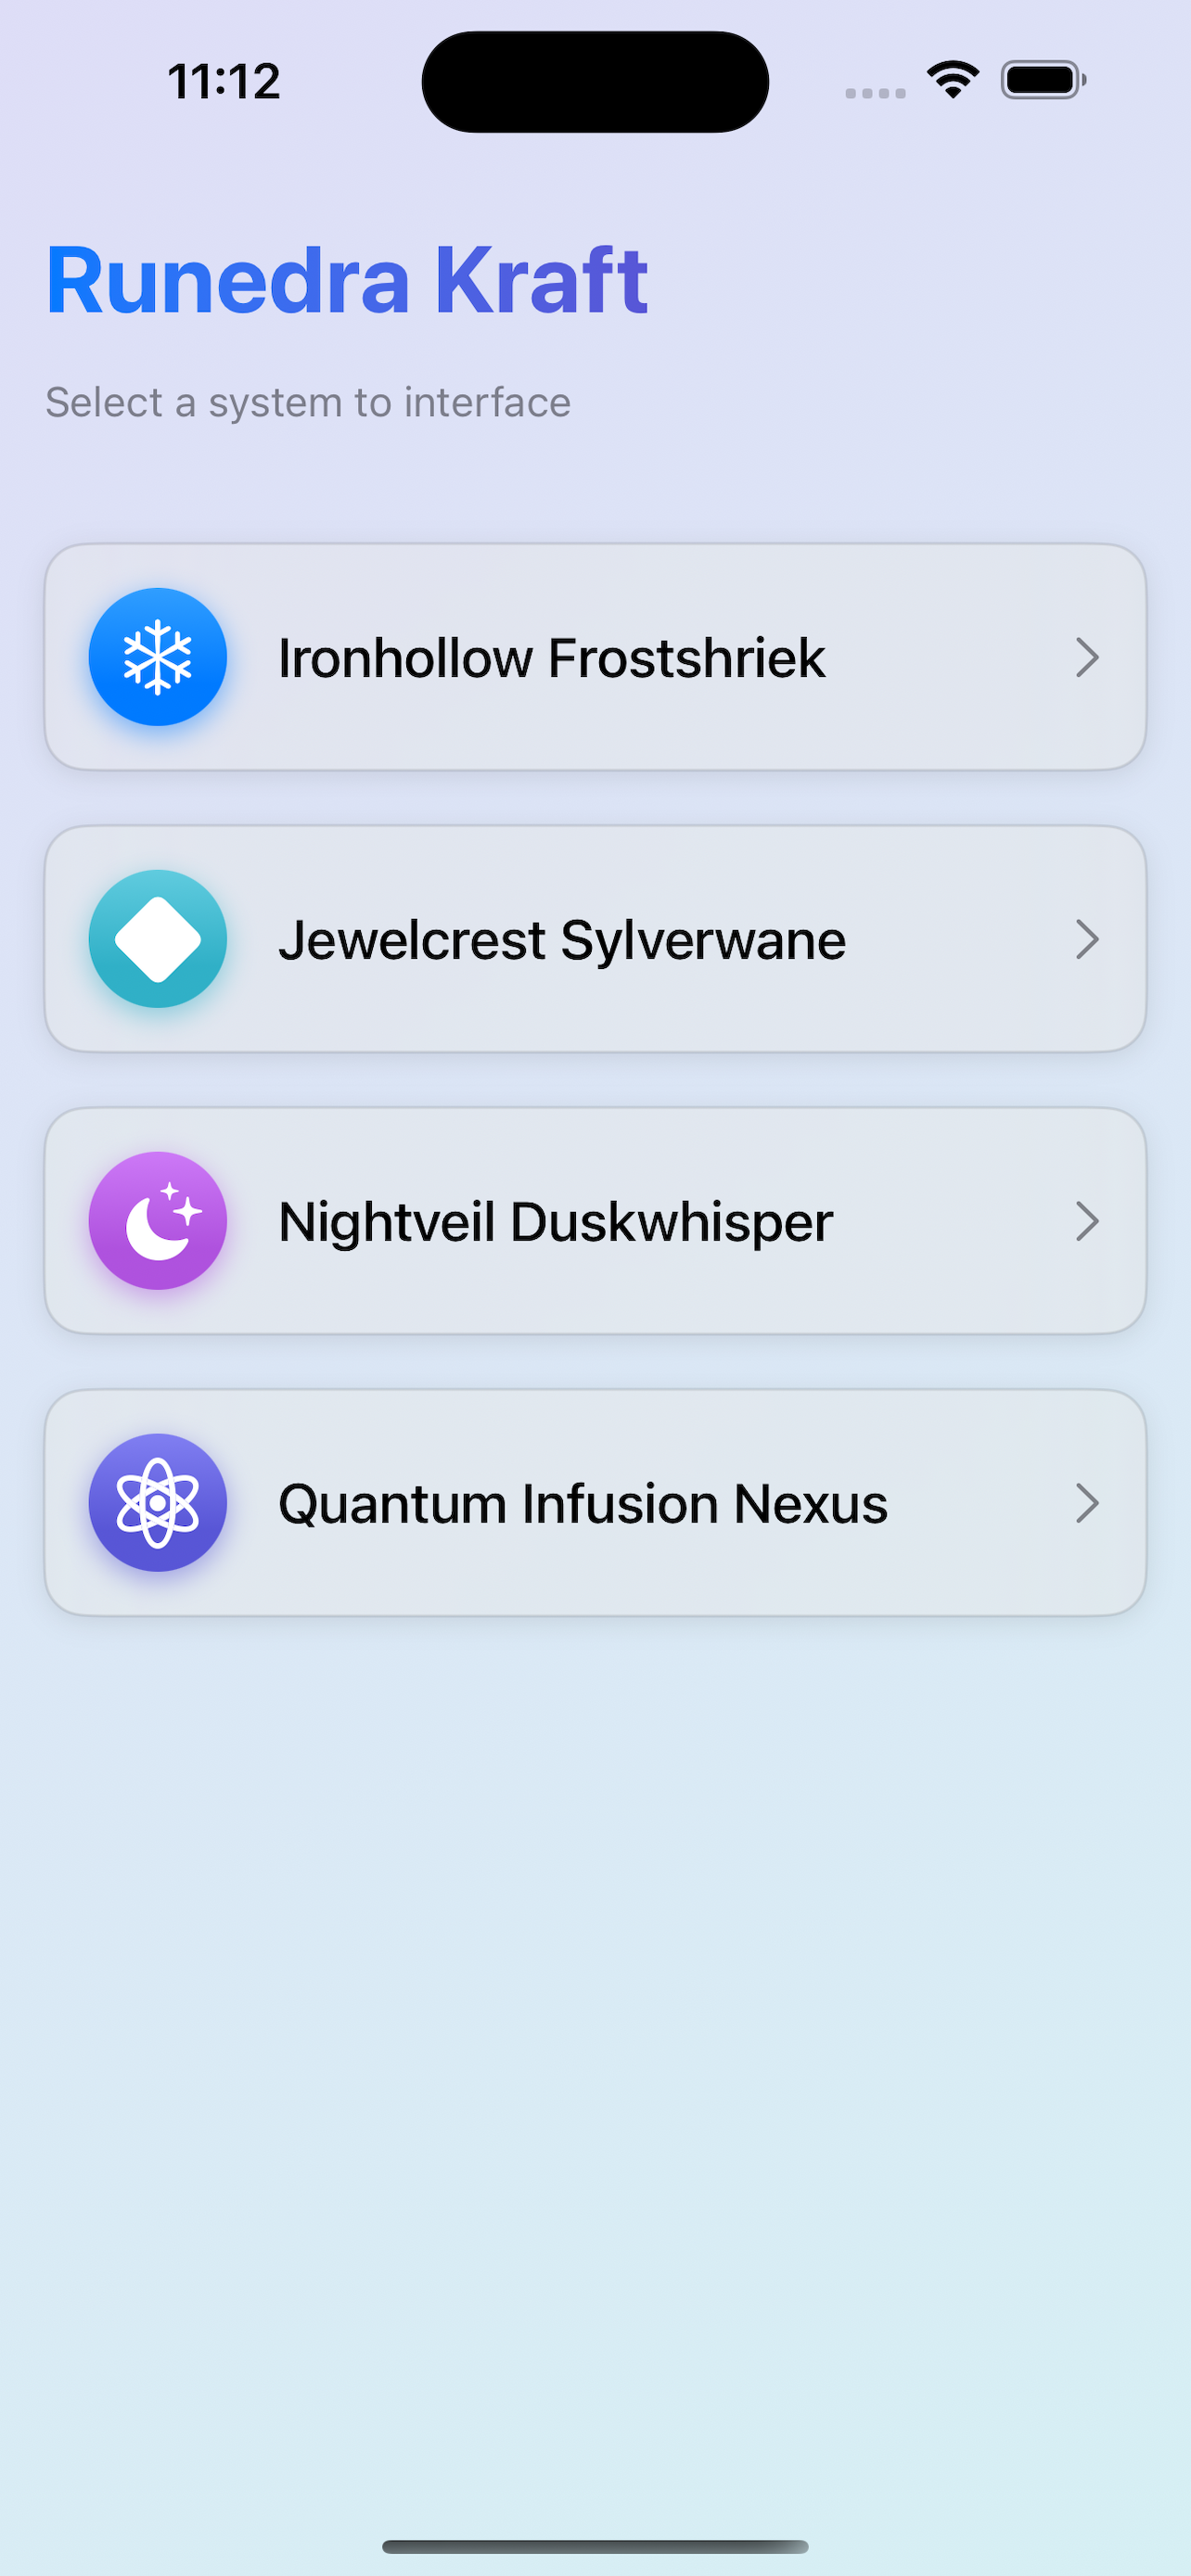 11:12
Runedra Kraft
Select a system to interface
Ironhollow Frostshriek
Jewelcrest Sylverwane
Nightveil Duskwhisper
Quantum Infusion Nexus